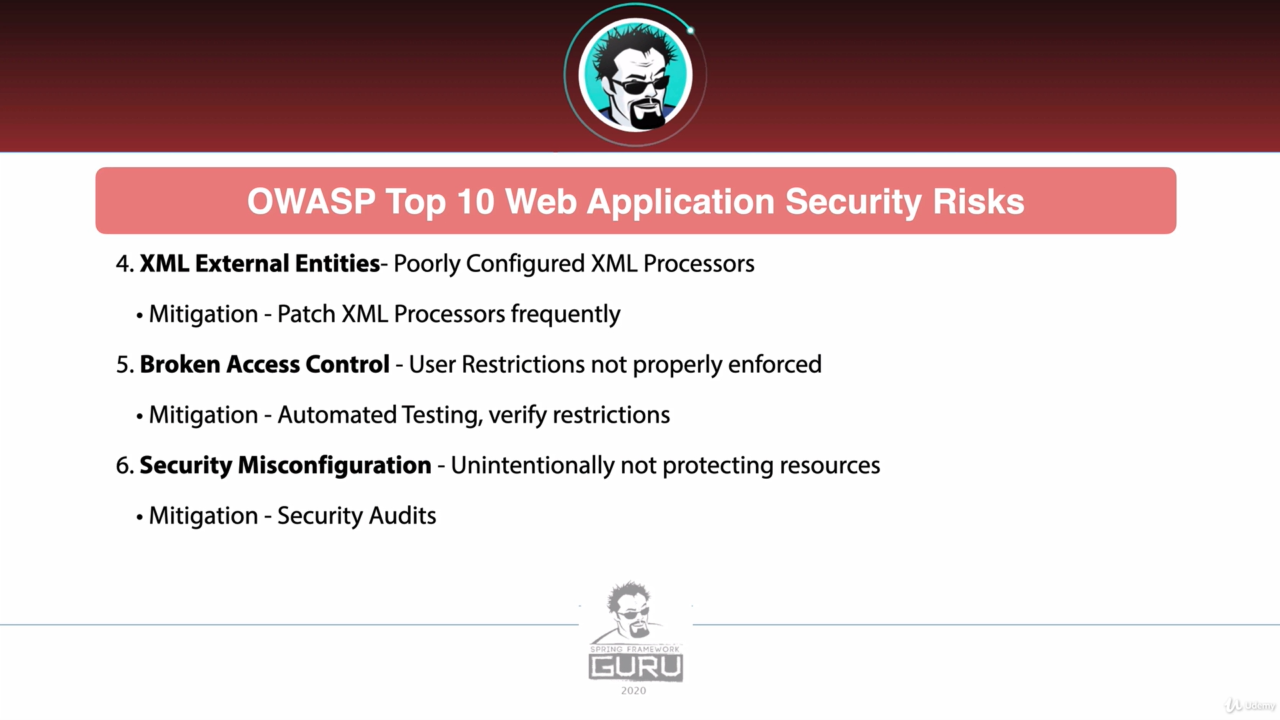 OWASP Top 10 Web Application Security Risks
4. XML External Entities- Poorly Configured XML Processors
• Mitigation - Patch XML Processors frequently
5. Broken Access Control - User Restrictions not properly enforced
• Mitigation - Automated Testing, verify restrictions
6. Security Misconfiguration - Unintentionally not protecting resources
• Mitigation - Security Audits
SPRING FRAMEWORK
GURU
2020
Udemy